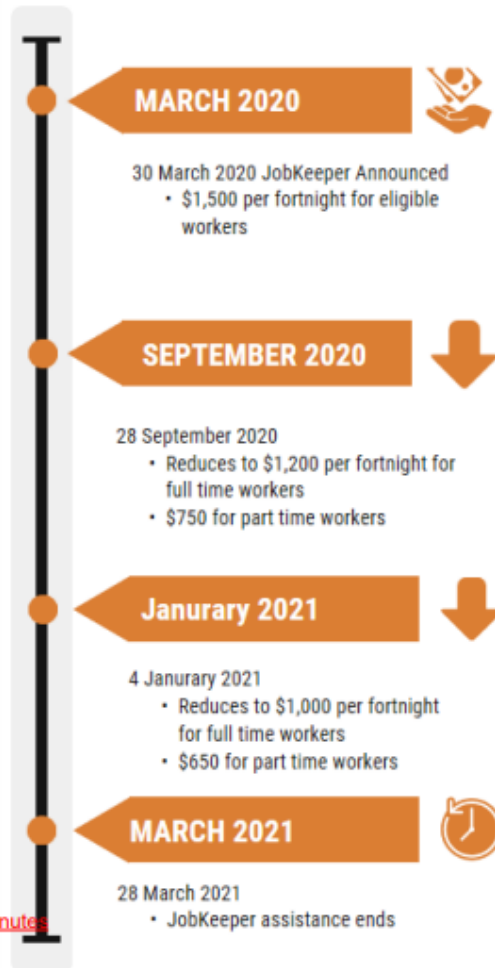 MARCH 2020
30 March 2020 JobKeeper Announced
• $1,500 per fortnight for eligible
workers
SEPTEMBER 2020
28 September 2020
• Reduces to $1,200 per fortnight for
full time workers
• $750 for part time workers
Janurary 2021
4 Janurary 2021
• Reduces to $1,000 per fortnight
for full time workers
• $650 for part time workers
MARCH 2021
28 March 2021
• JobKeeper assistance ends